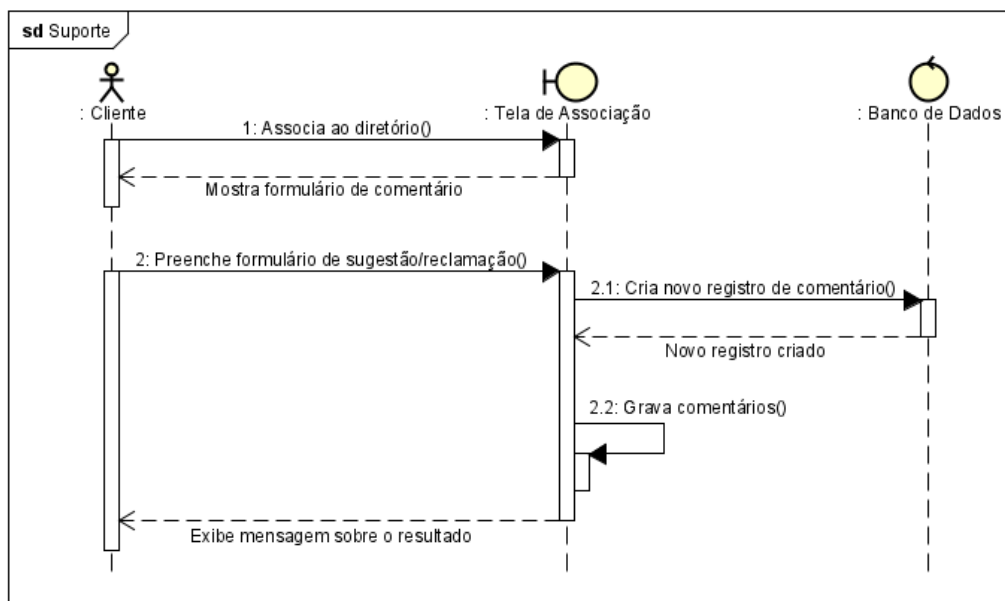 sd Suporte
: Cliente
: Tela de Associação
: Banco de Dados
1: Associa ao diretório()
Mostra formulário de comentário
2: Preenche formulário de sugestão/reclamação()
2.1: Cria novo registro de comentário()
Novo registro criado
2.2: Grava comentários()
Exibe mensagem sobre o resultado